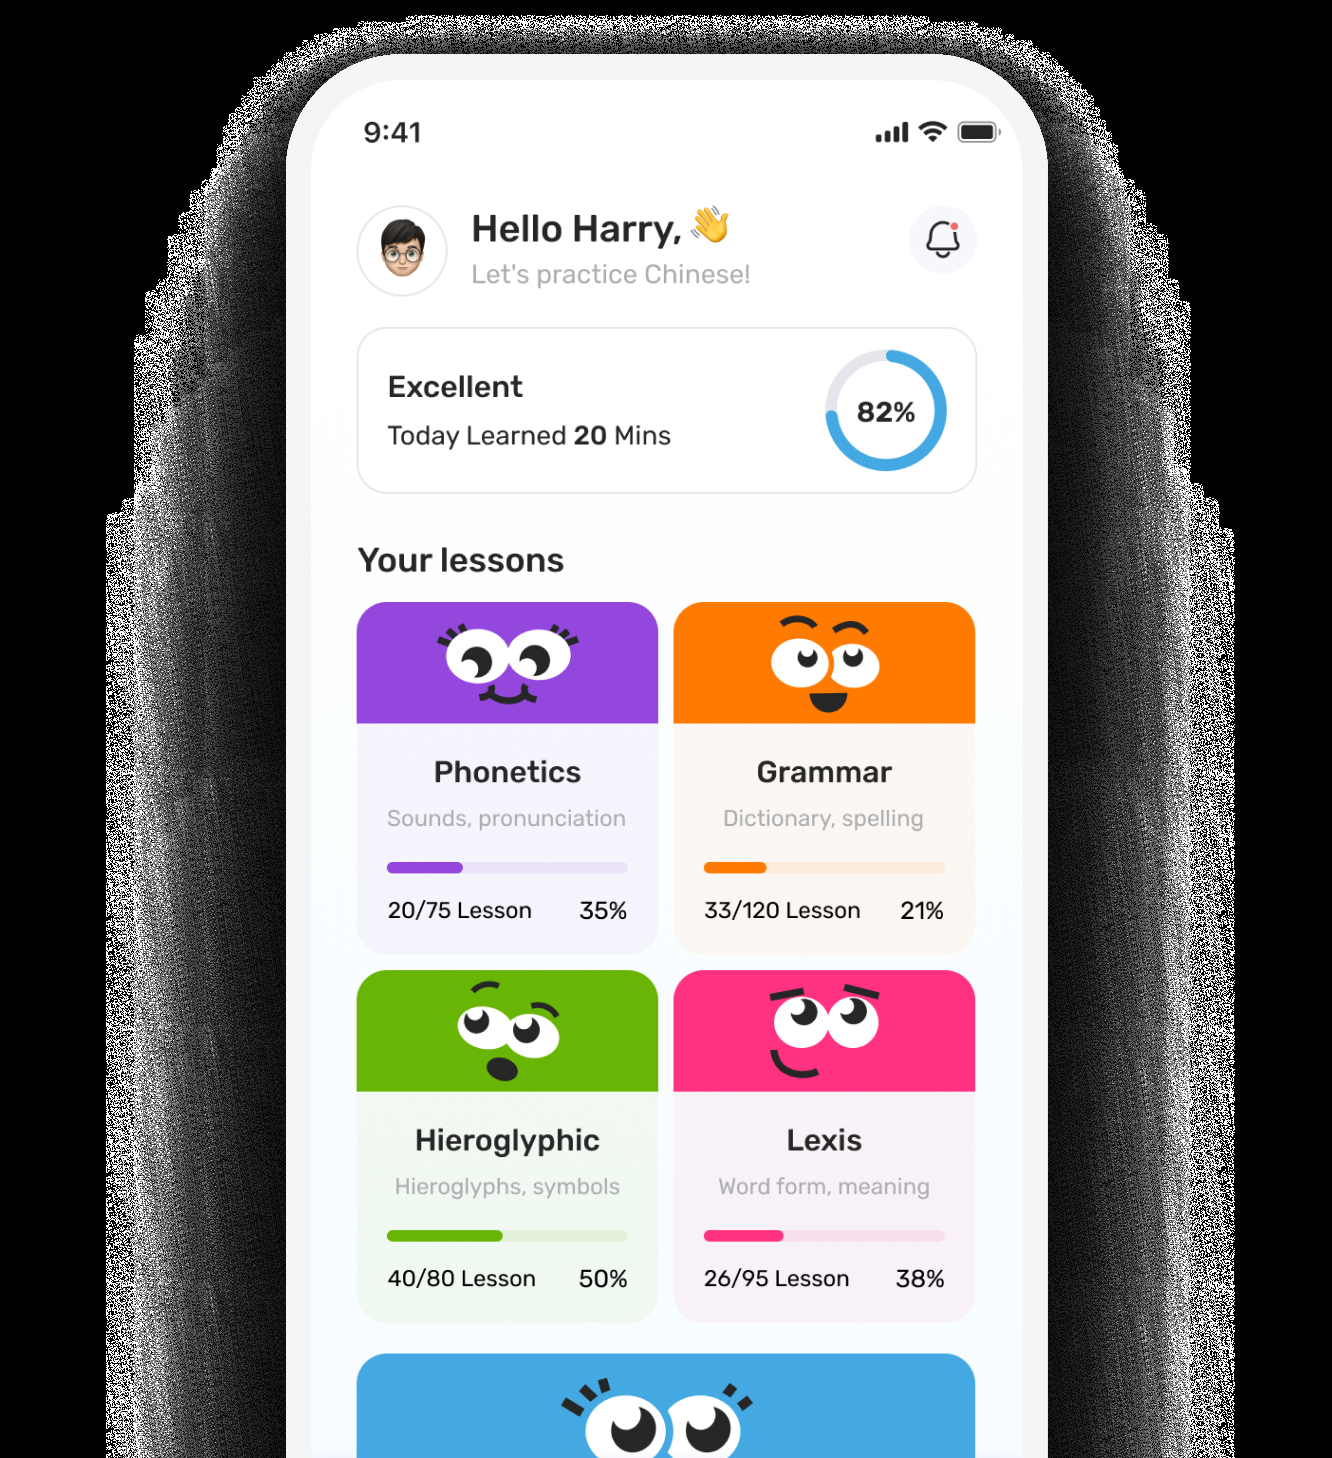 9:41
Hello Harry, 👋
Let's practice Chinese!
Excellent
Today Learned 20 Mins
82%
Your lessons
Phonetics
Sounds, pronunciation
20/75 Lesson 35%
Grammar
Dictionary, spelling
33/120 Lesson 21%
Hieroglyphic
Hieroglyphs, symbols
40/80 Lesson 50%
Lexis
Word form, meaning
26/95 Lesson 38%